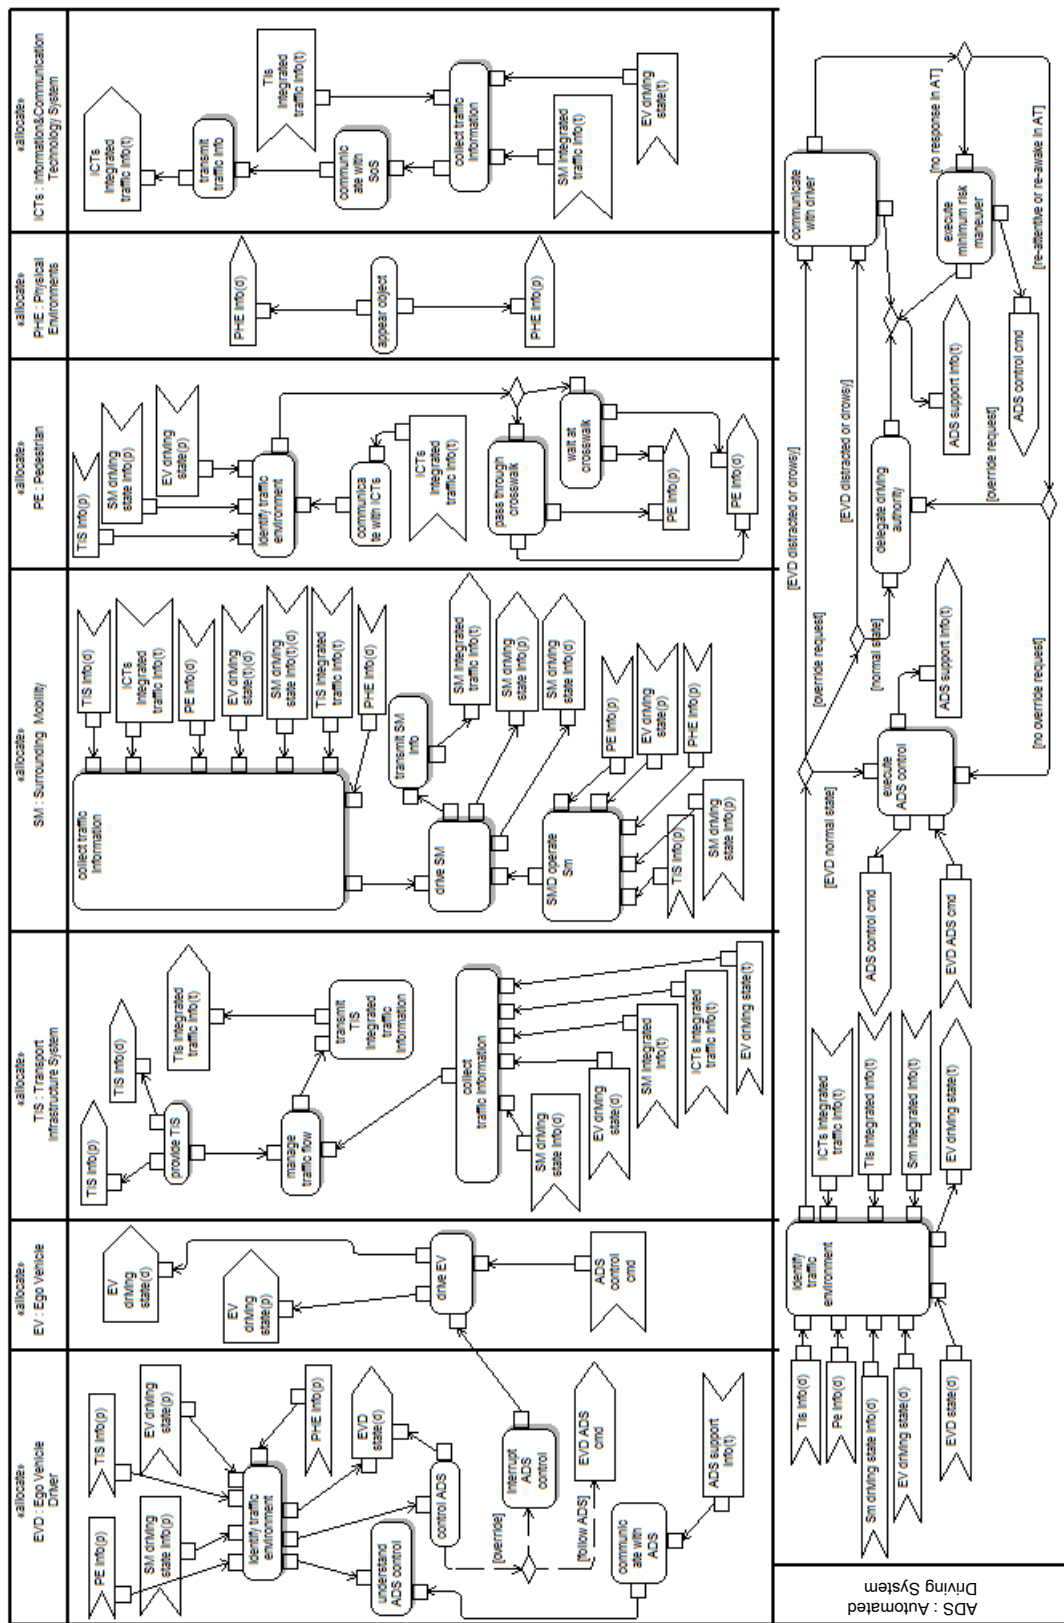 «allocate»
EVD : Ego Vehicle
Driver
PE Info(p)
TIS Info(p)
SM driving
state Info(p)
EV driving
state(p)
Identify traffic
environment
PHE Info(p)
EVD
state(d)
understand
ADS control
control ADS
[override]
interrupt
ADS
control
[follow ADS]
EVD ADS
cmd
communic
ate with
ADS
ADS support
Info(t)
«allocate»
EV : Ego Vehicle
EV
driving
state(d)
EV
driving
state(p)
drive EV
ADS
control
cmd
«allocate»
TIS : Transport
Infrastructure System
TIS Info(p)
TIS Info(d)
provide TIS
TIs Integrated
traffic Info(t)
manage
traffic flow
transmit
TIS
Integrated
traffic
Information
collect
traffic Information
SM driving
state Info(d)
EV driving
state(d)
SM Integrated
traffic Info(t)
ICTs Integrated
traffic Info(t)
EV driving state(t)
«allocate»
SM : Surrounding Mobility
collect traffic
Information
TIS Info(d)
ICTs
Integrated
traffic Info(t)
PE Info(d)
EV driving
state(t)(d)
SM driving
state Info(t)(d)
TIS Integrated
traffic Info(t)
PHE Info(d)
transmit SM
Info
SM Integrated
traffic Info(t)
drive SM
SM driving
state Info(p)
SM driving
state Info(d)
SMD operate
Sm
PE Info(p)
EV driving
state(p)
PHE Info(p)
TIS Info(p)
SM driving
state Info(p)
«allocate»
PE : Pedestrian
TIS Info(p)
SM driving
state Info(p)
EV driving
state(p)
Identify traffic
environment
communica
te with ICTs
ICTs
Integrated
traffic Info(t)
pass through
crosswalk
wait at
crosswalk
PE Info(p)
PE Info(d)
«allocate»
PHE : Physical
Environments
PHE Info(d)
appear object
PHE Info(p)
«allocate»
ICTs : Information&Communication
Technology System
ICTs
Integrated
traffic Info(t)
transmit
traffic Info
TIs
Integrated
traffic Info(t)
communic
ate with
SoS
collect traffic
Information
SM Integrated
traffic Info(t)
EV driving
state(t)
ADS : Automated
Driving System
TIs Info(d)
Pe Info(d)
Sm driving state Info(d)
EV driving state(d)
EVD state(d)
Identify
traffic
environment
ICTs Integrated
traffic Info(t)
TIs Integrated Info(t)
Sm Integrated Info(t)
EV driving state(t)
[EVD normal state]
ADS control cmd
EVD ADS cmd
execute
ADS control
ADS support Info(t)
[no override request]
[override request]
[normal state]
[EVD distracted or drowsy]
[EVD distracted or drowsy]
delegate driving
authority
[override request]
ADS support Info(t)
ADS control cmd
communicate
with driver
execute
minimum risk
maneuver
[no response in AT]
[re-attentive or re-awake in AT]